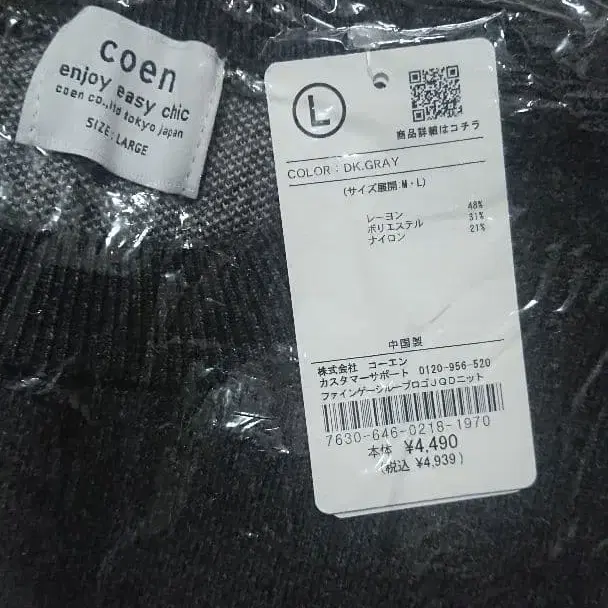 coen
enjoy easy chic
coen co.,ltd tokyo japan
SIZE: LARGE
L
商品詳細はコチラ
COLOR : DK.GRAY
(サイズ展開:M・L)
レーヨン 48%
ポリエステル 31%
ナイロン 21%
中国製
株式会社 コーエン
カスタマーサポート 0120-956-520
ファインゲージループロゴJQDニット
7630-646-0218-1970
本体 ¥4,490
(税込 ¥4,939)